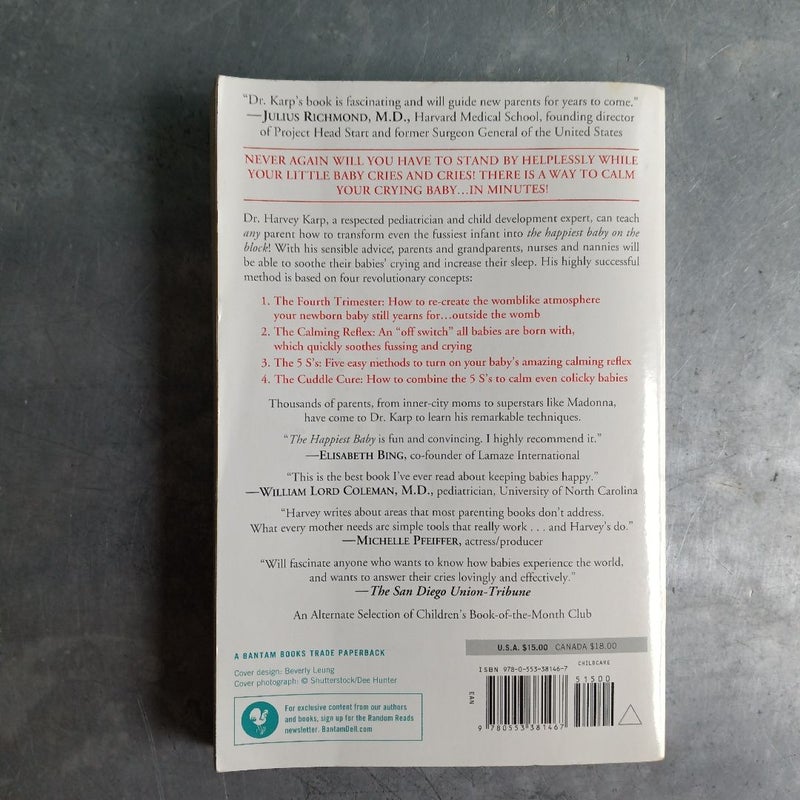 “Dr. Karp’s book is fascinating and will guide new parents for years to come.”
—JULIUS RICHMOND, M.D., Harvard Medical School, founding director
of Project Head Start and former Surgeon General of the United States
NEVER AGAIN WILL YOU HAVE TO STAND BY HELPLESSLY WHILE
YOUR LITTLE BABY CRIES AND CRIES! THERE IS A WAY TO CALM
YOUR CRYING BABY…IN MINUTES!
Dr. Harvey Karp, a respected pediatrician and child development expert, can teach
any parent how to transform even the fussiest infant into the happiest baby on the
block! With his sensible advice, parents and grandparents, nurses and nannies will
be able to soothe their babies’ crying and increase their sleep. His highly successful
method is based on four revolutionary concepts:
1. The Fourth Trimester: How to re-create the womblike atmosphere
your newborn baby still yearns for…outside the womb
2. The Calming Reflex: An “off switch” all babies are born with,
which quickly soothes fussing and crying
3. The 5 S’s: Five easy methods to turn on your baby’s amazing calming reflex
4. The Cuddle Cure: How to combine the 5 S’s to calm even colicky babies
Thousands of parents, from inner-city moms to superstars like Madonna,
have come to Dr. Karp to learn his remarkable techniques.
“The Happiest Baby is fun and convincing. I highly recommend it.”
—ELISABETH BING, co-founder of Lamaze International
“This is the best book I’ve ever read about keeping babies happy.”
—WILLIAM LORD COLEMAN, M.D., pediatrician, University of North Carolina
“Harvey writes about areas that most parenting books don’t address.
What every mother needs are simple tools that really work . . . and Harvey’s do.”
—MICHELLE PFEIFFER, actress/producer
“Will fascinate anyone who wants to know how babies experience the world,
and wants to answer their cries lovingly and effectively.”
—The San Diego Union-Tribune
An Alternate Selection of Children’s Book-of-the-Month Club
A BANTAM BOOKS TRADE PAPERBACK
Cover design: Beverly Leung
Cover photograph: © Shutterstock/Dee Hunter
For exclusive content from our authors
and books, sign up for the Random Reads
newsletter. BantamDell.com
U.S.A. $15.00 CANADA $18.00
CHILDCARE
ISBN 978-0-553-38146-7
51500
EAN
9 780553 381467